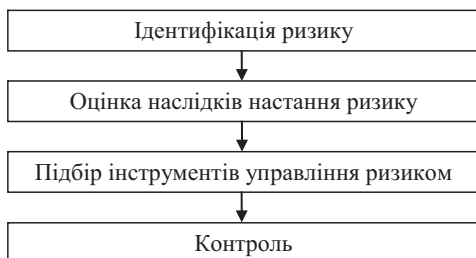 Ідентифікація ризику
Оцінка наслідків настання ризику
Підбір інструментів управління ризиком
Контроль